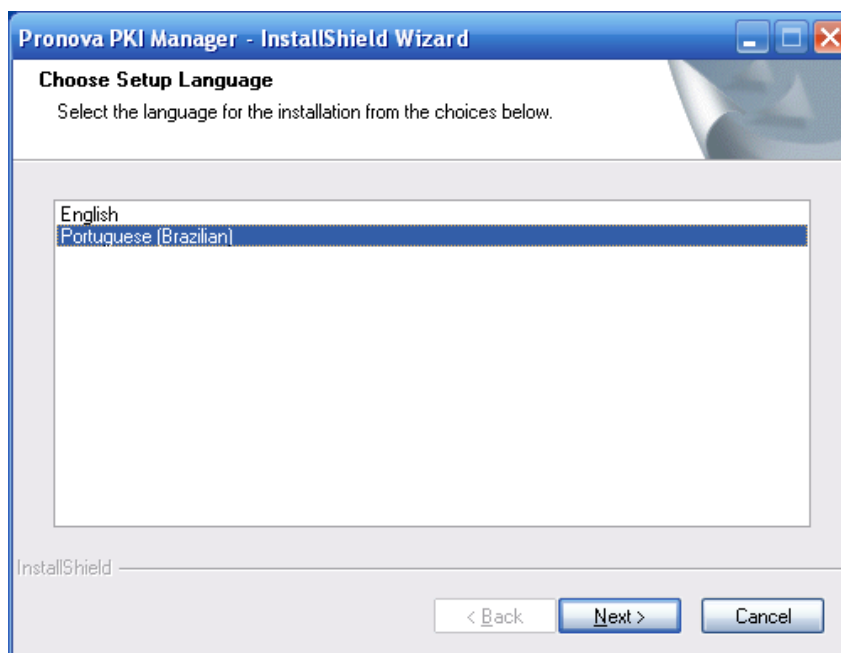 Pronova PKI Manager - InstallShield Wizard
Choose Setup Language
Select the language for the installation from the choices below.
English
Portuguese (Brazilian)
InstallShield
< Back
Next >
Cancel